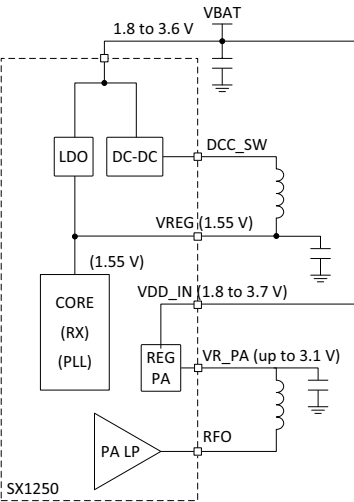 VBAT
1.8 to 3.6 V
LDO
DC-DC
DCC_SW
VREG (1.55 V)
(1.55 V)
CORE
(RX)
(PLL)
VDD_IN (1.8 to 3.7 V)
REG
PA
VR_PA (up to 3.1 V)
PA LP
RFO
SX1250